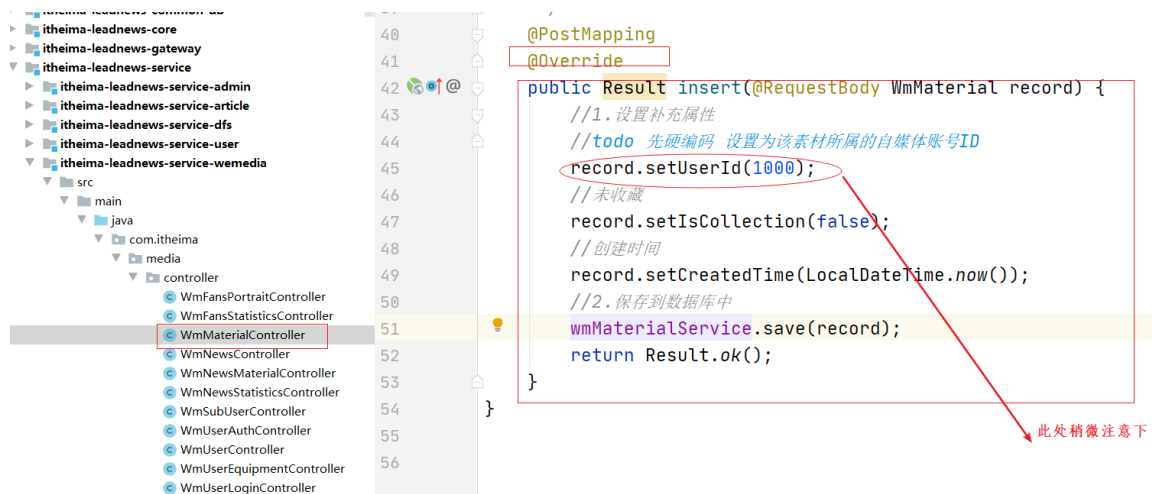 itheima-leadnews-common-db
itheima-leadnews-core
itheima-leadnews-gateway
itheima-leadnews-service
itheima-leadnews-service-admin
itheima-leadnews-service-article
itheima-leadnews-service-dfs
itheima-leadnews-service-user
itheima-leadnews-service-wemedia
src
main
java
com.itheima
media
controller
WmFansPortraitController
WmFansStatisticsController
WmMaterialController
WmNewsController
WmNewsMaterialController
WmNewsStatisticsController
WmSubUserController
WmUserAuthController
WmUserController
WmUserEquipmentController
WmUserLoginController
40 @PostMapping
41 @Override
42 @ public Result insert(@RequestBody WmMaterial record) {
43 //1.设置补充属性
44 //todo 先硬编码 设置为该素材所属的自媒体账号ID
45 record.setUserId(1000);
46 //未收藏
47 record.setIsCollection(false);
48 //创建时间
49 record.setCreatedTime(LocalDateTime.now());
50 //2.保存到数据库中
51 wmMaterialService.save(record);
52 return Result.ok();
53 }
54 }
55
56
此处稍微注意下